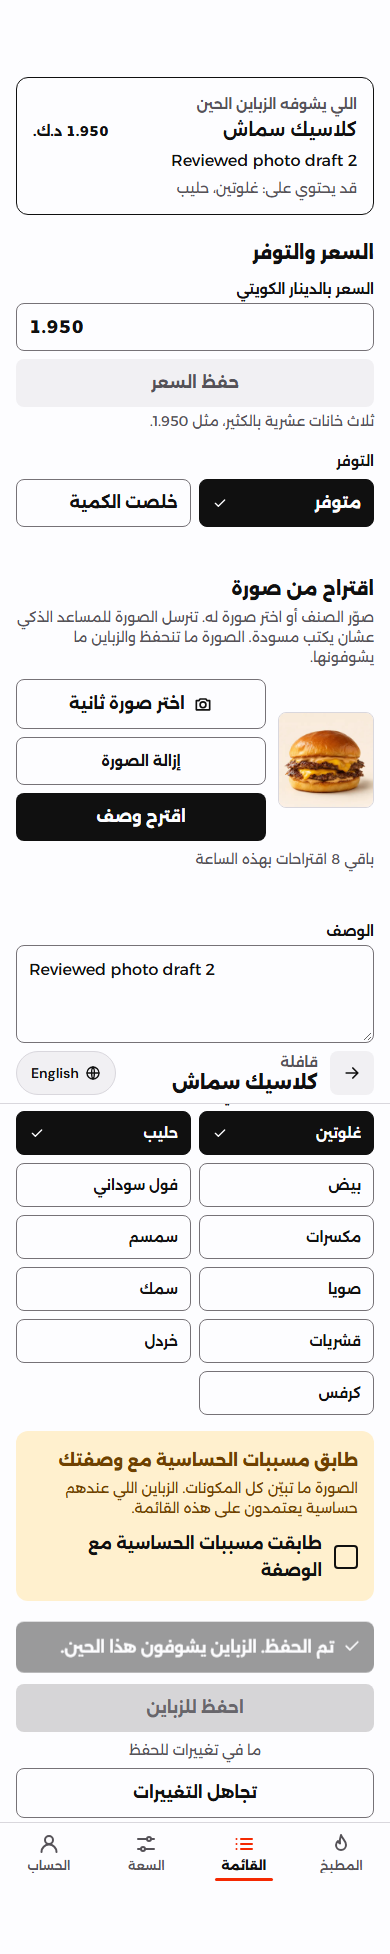 اللي يشوفه الزباين الحين
كلاسيك سماش
1.950 د.ك.
Reviewed photo draft 2
قد يحتوي على: غلوتين، حليب
السعر والتوفر
السعر بالدينار الكويتي
1.950
حفظ السعر
ثلاث خانات عشرية بالكثير، مثل 1.950.
التوفر
متوفر
خلصت الكمية
اقتراح من صورة
صوّر الصنف أو اختر صورة له. تنرسل الصورة للمساعد الذكي
عشان يكتب مسودة. الصورة ما تنحفظ والزباين ما
يشوفونها.
اختر صورة ثانية
إزالة الصورة
اقترح وصف
باقي 8 اقتراحات بهذه الساعة
الوصف
Reviewed photo draft 2
قافلة
كلاسيك سماش
English
غلوتين
حليب
بيض
فول سوداني
مكسرات
سمسم
صويا
سمك
قشريات
خردل
كرفس
طابق مسببات الحساسية مع وصفتك
الصورة ما تبيّن كل المكونات. الزباين اللي عندهم
حساسية يعتمدون على هذه القائمة.
طابقت مسببات الحساسية مع
الوصفة
تم الحفظ. الزباين يشوفون هذا الحين.
احفظ للزباين
ما في تغييرات للحفظ
تجاهل التغييرات
المطبخ
القائمة
السعة
الحساب